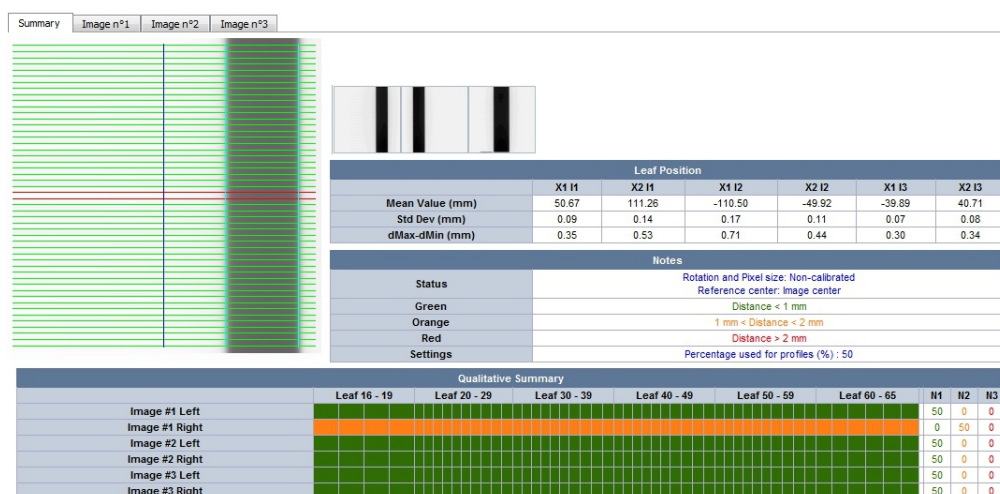 Summary Image n°1 Image n°2 Image n°3
Leaf Position
X1 I1 X2 I1 X1 I2 X2 I2 X1 I3 X2 I3
Mean Value (mm) 50.67 111.26 -110.50 -49.92 -39.89 40.71
Std Dev (mm) 0.09 0.14 0.17 0.11 0.07 0.08
dMax-dMin (mm) 0.35 0.53 0.71 0.44 0.30 0.34
Notes
Status Rotation and Pixel size: Non-calibrated
Reference center: Image center
Green Distance < 1 mm
Orange 1 mm < Distance < 2 mm
Red Distance > 2 mm
Settings Percentage used for profiles (%) : 50
Qualitative Summary
Leaf 16 - 19 Leaf 20 - 29 Leaf 30 - 39 Leaf 40 - 49 Leaf 50 - 59 Leaf 60 - 65 N1 N2 N3
Image #1 Left 50 0 0
Image #1 Right 0 50 0
Image #2 Left 50 0 0
Image #2 Right 50 0 0
Image #3 Left 50 0 0
Image #3 Right 50 0 0